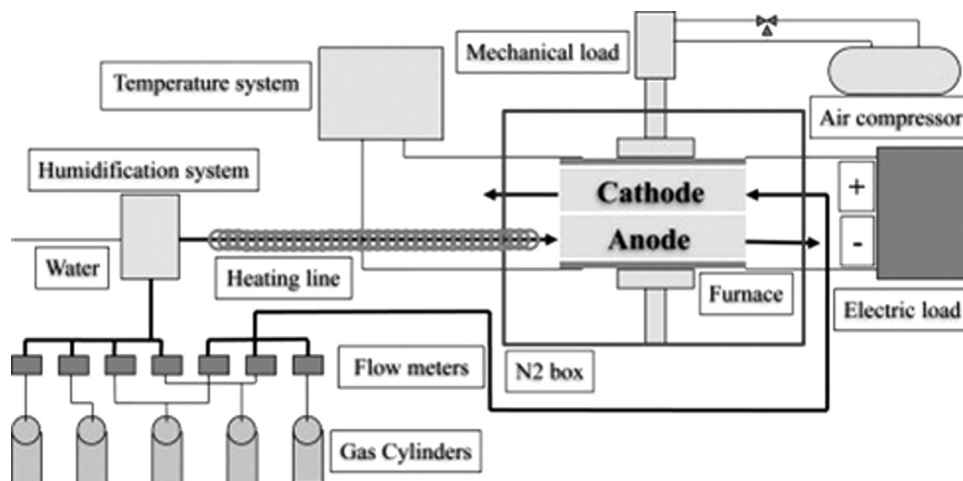 Mechanical load
Temperature system
Air compressor
Humidification system
Cathode
+
Anode
-
Water
Heating line
Furnace
Electric load
Flow meters
N2 box
Gas Cylinders